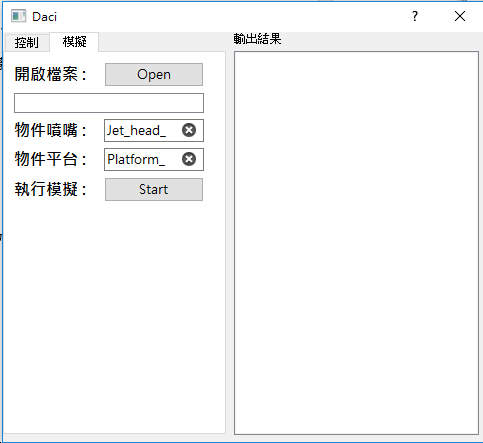 Daci
?
控制 模擬
輸出結果
開啟檔案：
Open
物件噴嘴：
Jet_head_
物件平台：
Platform_
執行模擬：
Start